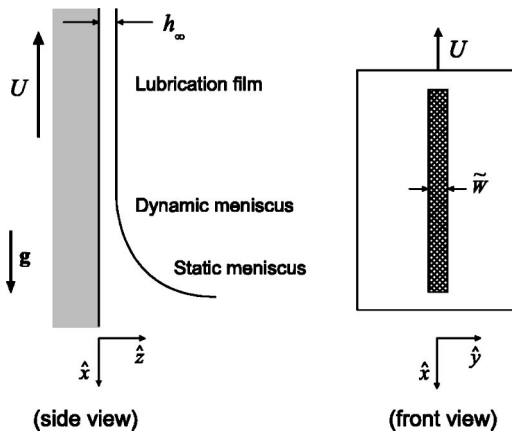 h∞
U
Lubrication film
Dynamic meniscus
g
Static meniscus
x̂
ẑ
(side view)
U
w̃
x̂
ŷ
(front view)